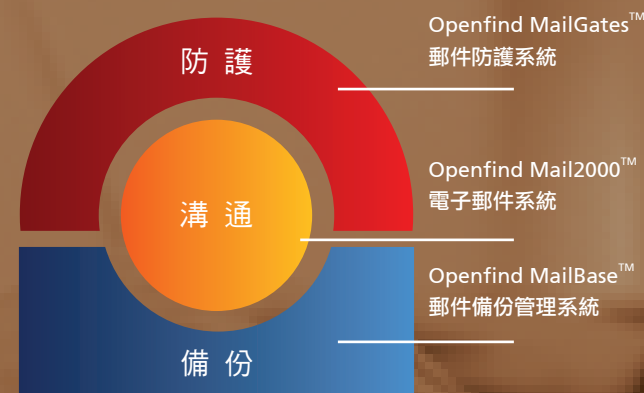 防護
Openfind MailGates™
郵件防護系統
溝通
Openfind Mail2000™
電子郵件系統
Openfind MailBase™
郵件備份管理系統
備份